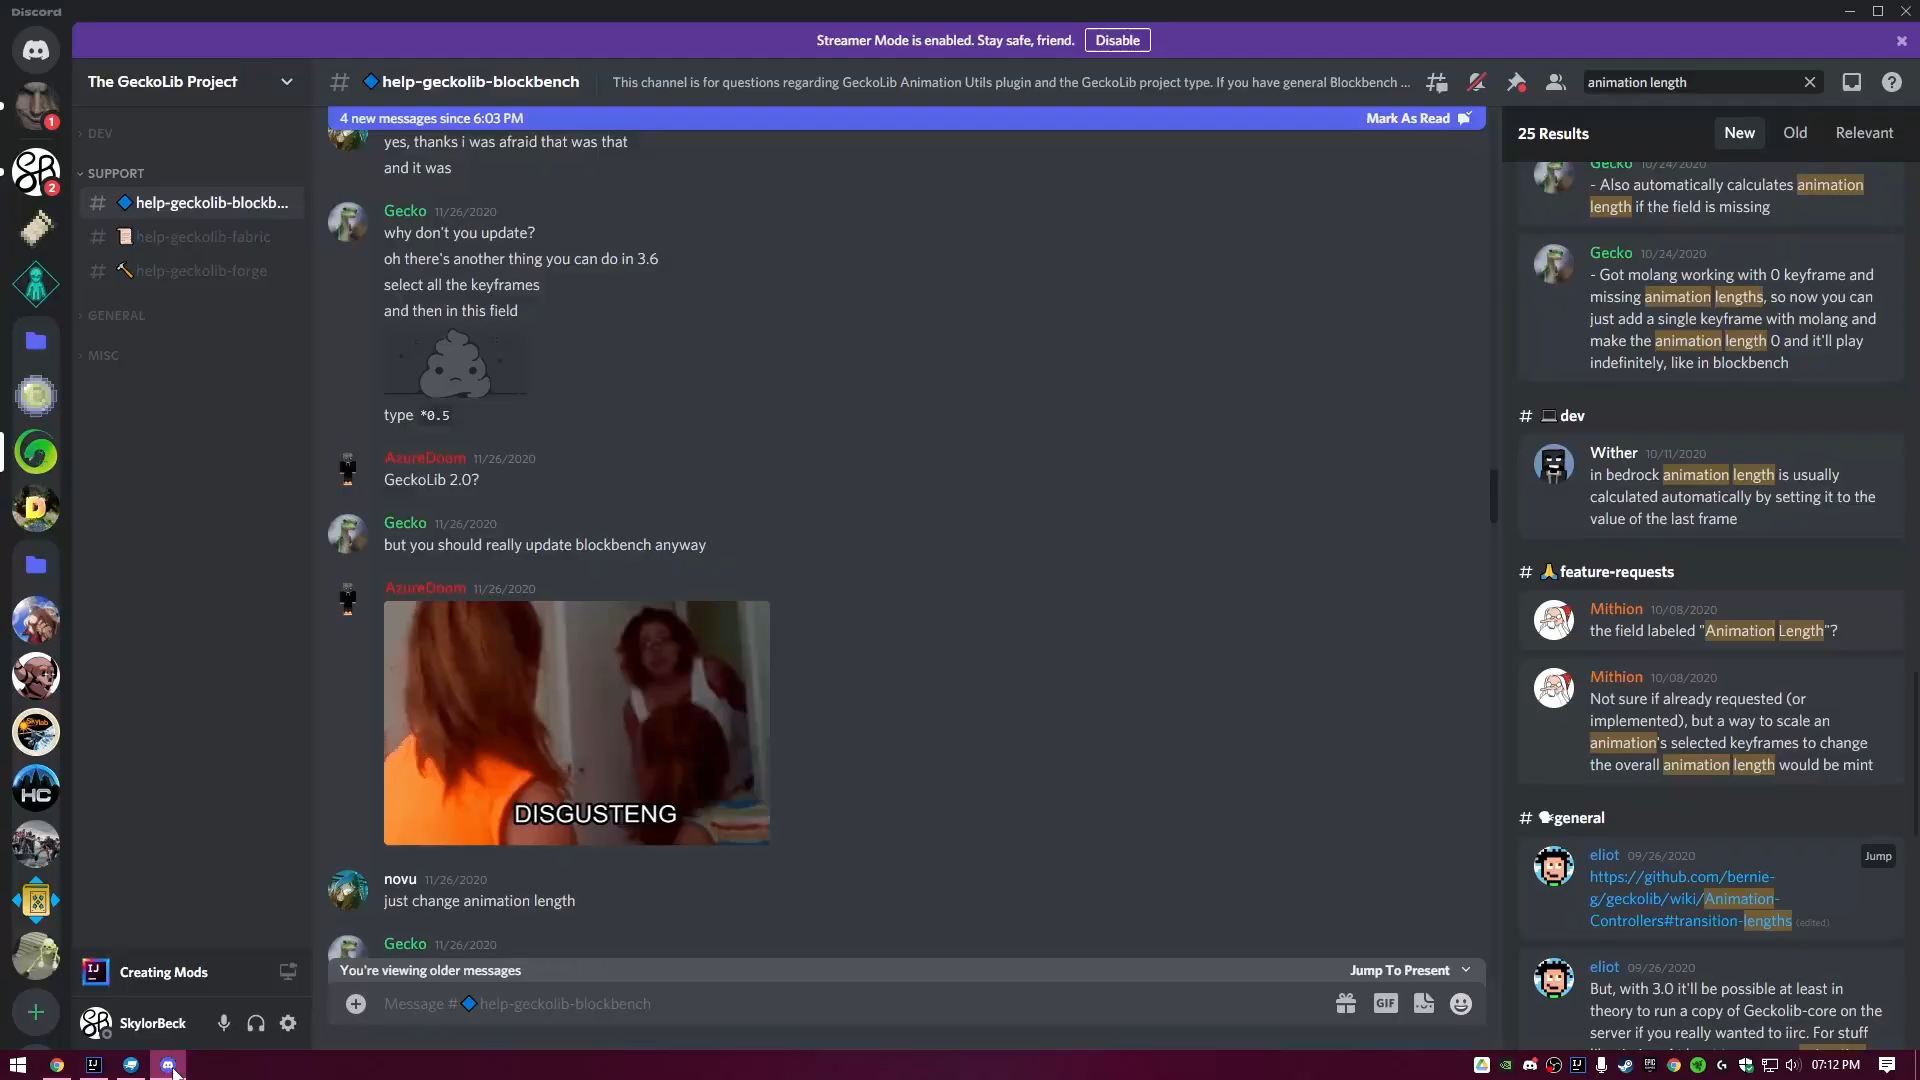 Discord
Streamer Mode is enabled. Stay safe, friend.
Disable
The GeckoLib Project
DEV
SUPPORT
help-geckolib-blockb...
help-geckolib-fabric
help-geckolib-forge
GENERAL
MISC
Creating Mods
SkylorBeck
help-geckolib-blockbench
This channel is for questions regarding GeckoLib Animation Utils plugin and the GeckoLib project type. If you have general Blockbench ...
animation length
4 new messages since 6:03 PM
Mark As Read
yes, thanks i was afraid that was that
and it was
Gecko 11/26/2020
why don't you update?
oh there's another thing you can do in 3.6
select all the keyframes
and then in this field
type *0.5
AzureDoom 11/26/2020
GeckoLib 2.0?
Gecko 11/26/2020
but you should really update blockbench anyway
AzureDoom 11/26/2020
DISGUSTENG
novu 11/26/2020
just change animation length
Gecko 11/26/2020
You're viewing older messages
Jump To Present
Message # help-geckolib-blockbench
GIF
25 Results
New
Old
Relevant
Gecko 10/24/2020
- Also automatically calculates animation
length if the field is missing
Gecko 10/24/2020
- Got molang working with 0 keyframe and
missing animation lengths, so now you can
just add a single keyframe with molang and
make the animation length 0 and it'll play
indefinitely, like in blockbench
# dev
Wither 10/11/2020
in bedrock animation length is usually
calculated automatically by setting it to the
value of the last frame
# feature-requests
Mithion 10/08/2020
the field labeled "Animation Length"?
Mithion 10/08/2020
Not sure if already requested (or
implemented), but a way to scale an
animation's selected keyframes to change
the overall animation length would be mint
# general
eliot 09/26/2020
Jump
https://github.com/bernie-
g/geckolib/wiki/Animation-
Controllers#transition-lengths (edited)
eliot 09/26/2020
But, with 3.0 it'll be possible at least in
theory to run a copy of Geckolib-core on the
server if you really wanted to iirc. For stuff
1
2
SB
D
Skylab
HC
IJ
07:12 PM